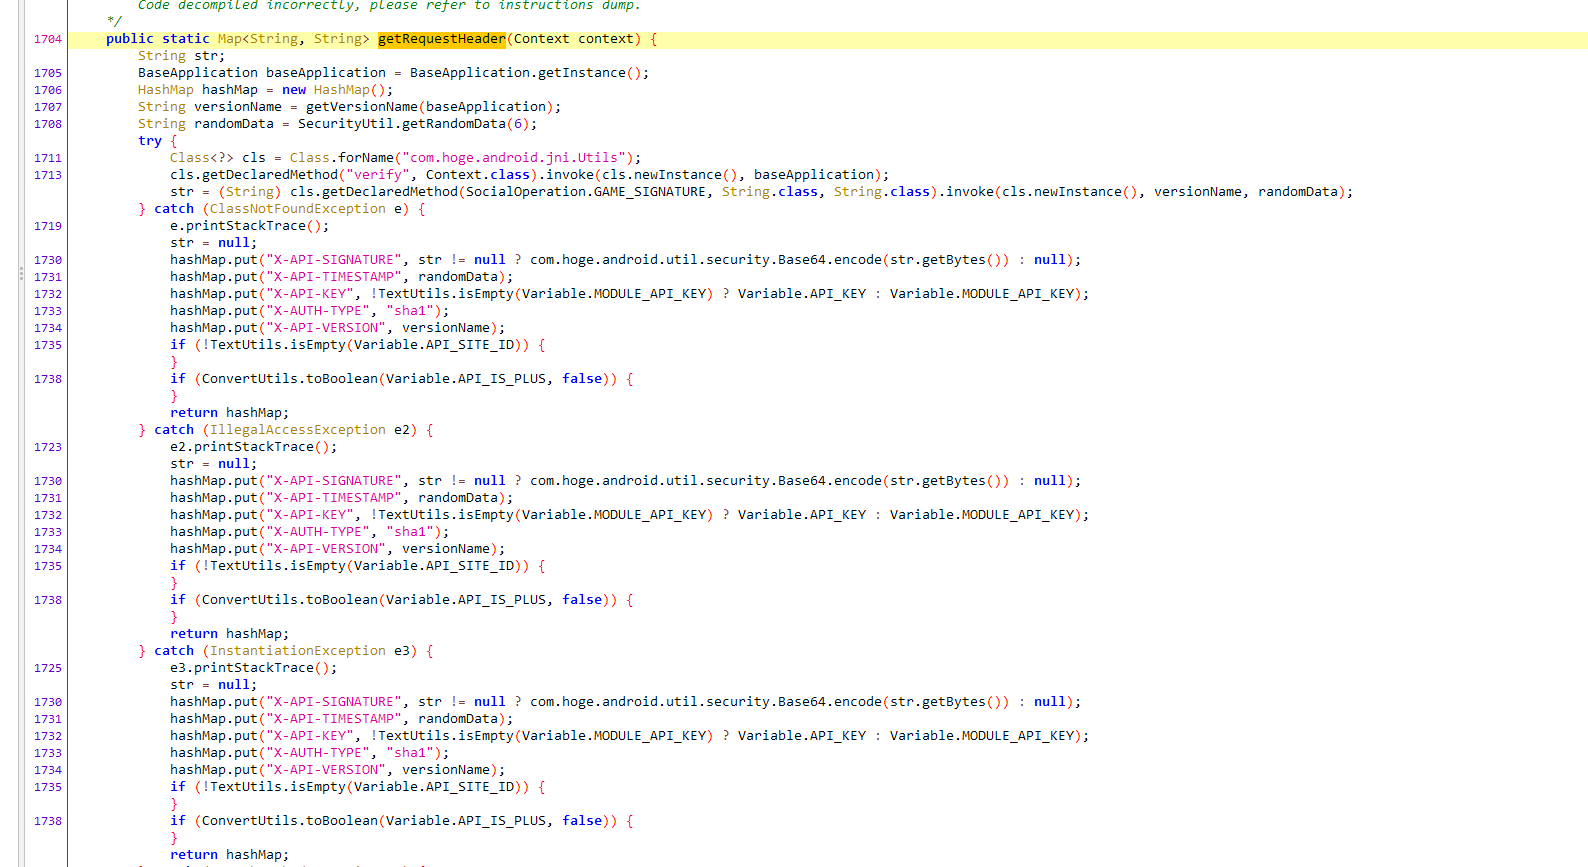 Code decompiled incorrectly, please refer to instructions dump.
*/
1704 public static Map<String, String> getRequestHeader(Context context) {
String str;
1705 BaseApplication baseApplication = BaseApplication.getInstance();
1706 HashMap hashMap = new HashMap();
1707 String versionName = getVersionName(baseApplication);
1708 String randomData = SecurityUtil.getRandomData(6);
try {
1711 Class<?> cls = Class.forName("com.hoge.android.jni.Utils");
1713 cls.getDeclaredMethod("verify", Context.class).invoke(cls.newInstance(), baseApplication);
str = (String) cls.getDeclaredMethod(SocialOperation.GAME_SIGNATURE, String.class, String.class).invoke(cls.newInstance(), versionName, randomData);
} catch (ClassNotFoundException e) {
1719 e.printStackTrace();
str = null;
1730 hashMap.put("X-API-SIGNATURE", str != null ? com.hoge.android.util.security.Base64.encode(str.getBytes()) : null);
1731 hashMap.put("X-API-TIMESTAMP", randomData);
1732 hashMap.put("X-API-KEY", !TextUtils.isEmpty(Variable.MODULE_API_KEY) ? Variable.API_KEY : Variable.MODULE_API_KEY);
1733 hashMap.put("X-AUTH-TYPE", "sha1");
1734 hashMap.put("X-API-VERSION", versionName);
1735 if (!TextUtils.isEmpty(Variable.API_SITE_ID)) {
}
1738 if (ConvertUtils.toBoolean(Variable.API_IS_PLUS, false)) {
}
return hashMap;
} catch (IllegalAccessException e2) {
1723 e2.printStackTrace();
str = null;
1730 hashMap.put("X-API-SIGNATURE", str != null ? com.hoge.android.util.security.Base64.encode(str.getBytes()) : null);
1731 hashMap.put("X-API-TIMESTAMP", randomData);
1732 hashMap.put("X-API-KEY", !TextUtils.isEmpty(Variable.MODULE_API_KEY) ? Variable.API_KEY : Variable.MODULE_API_KEY);
1733 hashMap.put("X-AUTH-TYPE", "sha1");
1734 hashMap.put("X-API-VERSION", versionName);
1735 if (!TextUtils.isEmpty(Variable.API_SITE_ID)) {
}
1738 if (ConvertUtils.toBoolean(Variable.API_IS_PLUS, false)) {
}
return hashMap;
} catch (InstantiationException e3) {
1725 e3.printStackTrace();
str = null;
1730 hashMap.put("X-API-SIGNATURE", str != null ? com.hoge.android.util.security.Base64.encode(str.getBytes()) : null);
1731 hashMap.put("X-API-TIMESTAMP", randomData);
1732 hashMap.put("X-API-KEY", !TextUtils.isEmpty(Variable.MODULE_API_KEY) ? Variable.API_KEY : Variable.MODULE_API_KEY);
1733 hashMap.put("X-AUTH-TYPE", "sha1");
1734 hashMap.put("X-API-VERSION", versionName);
1735 if (!TextUtils.isEmpty(Variable.API_SITE_ID)) {
}
1738 if (ConvertUtils.toBoolean(Variable.API_IS_PLUS, false)) {
}
return hashMap;